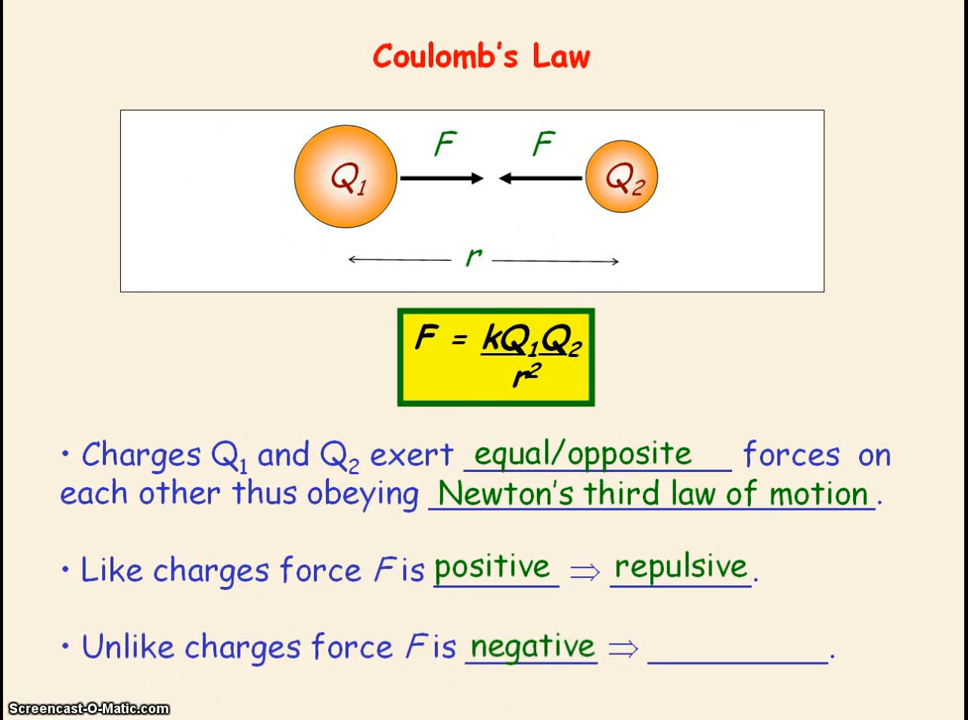 Coulomb's Law
Q₁ F F Q₂
r
F = kQ₁Q₂
r²
• Charges Q₁ and Q₂ exert equal/opposite forces on
each other thus obeying Newton's third law of motion.
• Like charges force F is positive ⇒ repulsive.
• Unlike charges force F is negative ⇒ __________.
Screencast-O-Matic.com